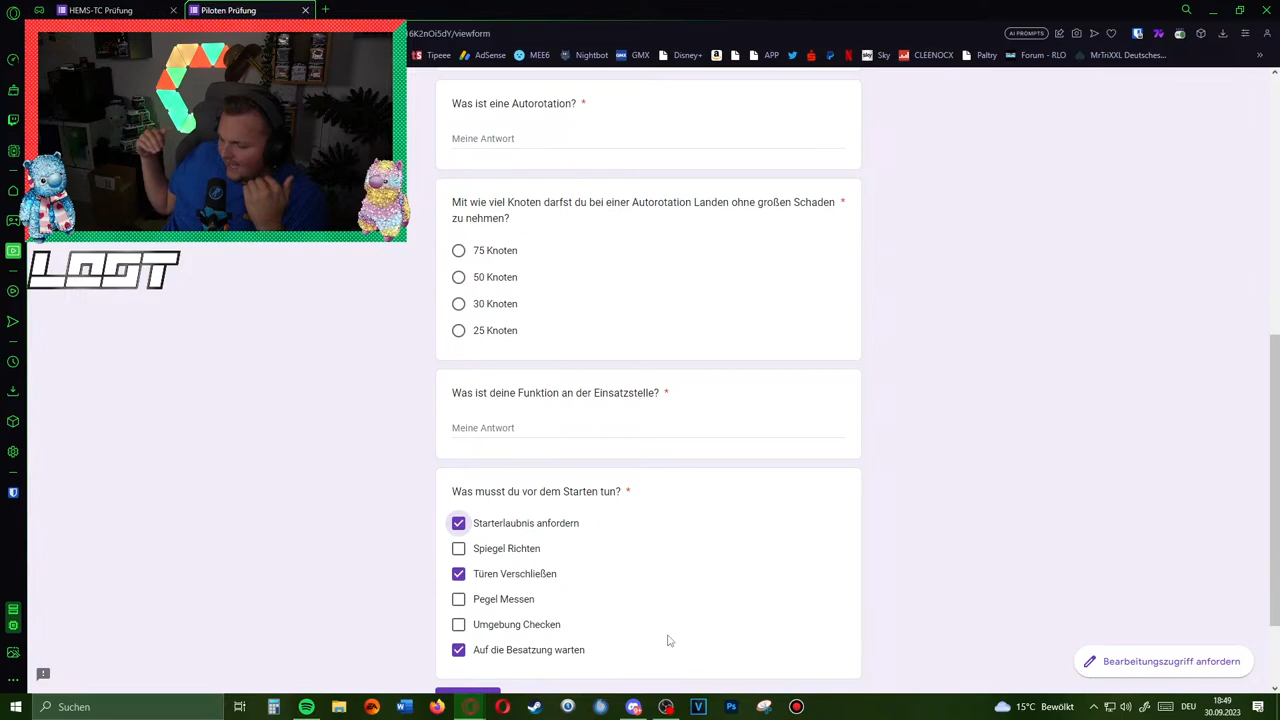 HEMS-TC Prüfung
Piloten Prüfung
I6K2nOi5dY/viewform
AI PROMPTS
Tipeee
AdSense
MEE6
Nightbot
GMX
Disney+
APP
Sky
CLEENOCX
Paltry
Forum - RLO
MrTniXXL Deutsches...
Was ist eine Autorotation? *
Meine Antwort
Mit wie viel Knoten darfst du bei einer Autorotation Landen ohne großen Schaden *
zu nehmen?
75 Knoten
50 Knoten
30 Knoten
25 Knoten
Was ist deine Funktion an der Einsatzstelle? *
Meine Antwort
Was musst du vor dem Starten tun? *
Starterlaubnis anfordern
Spiegel Richten
Türen Verschließen
Pegel Messen
Umgebung Checken
Auf die Besatzung warten
Bearbeitungszugriff anfordern
Suchen
15°C Bewölkt
DEU
18:49
30.09.2023